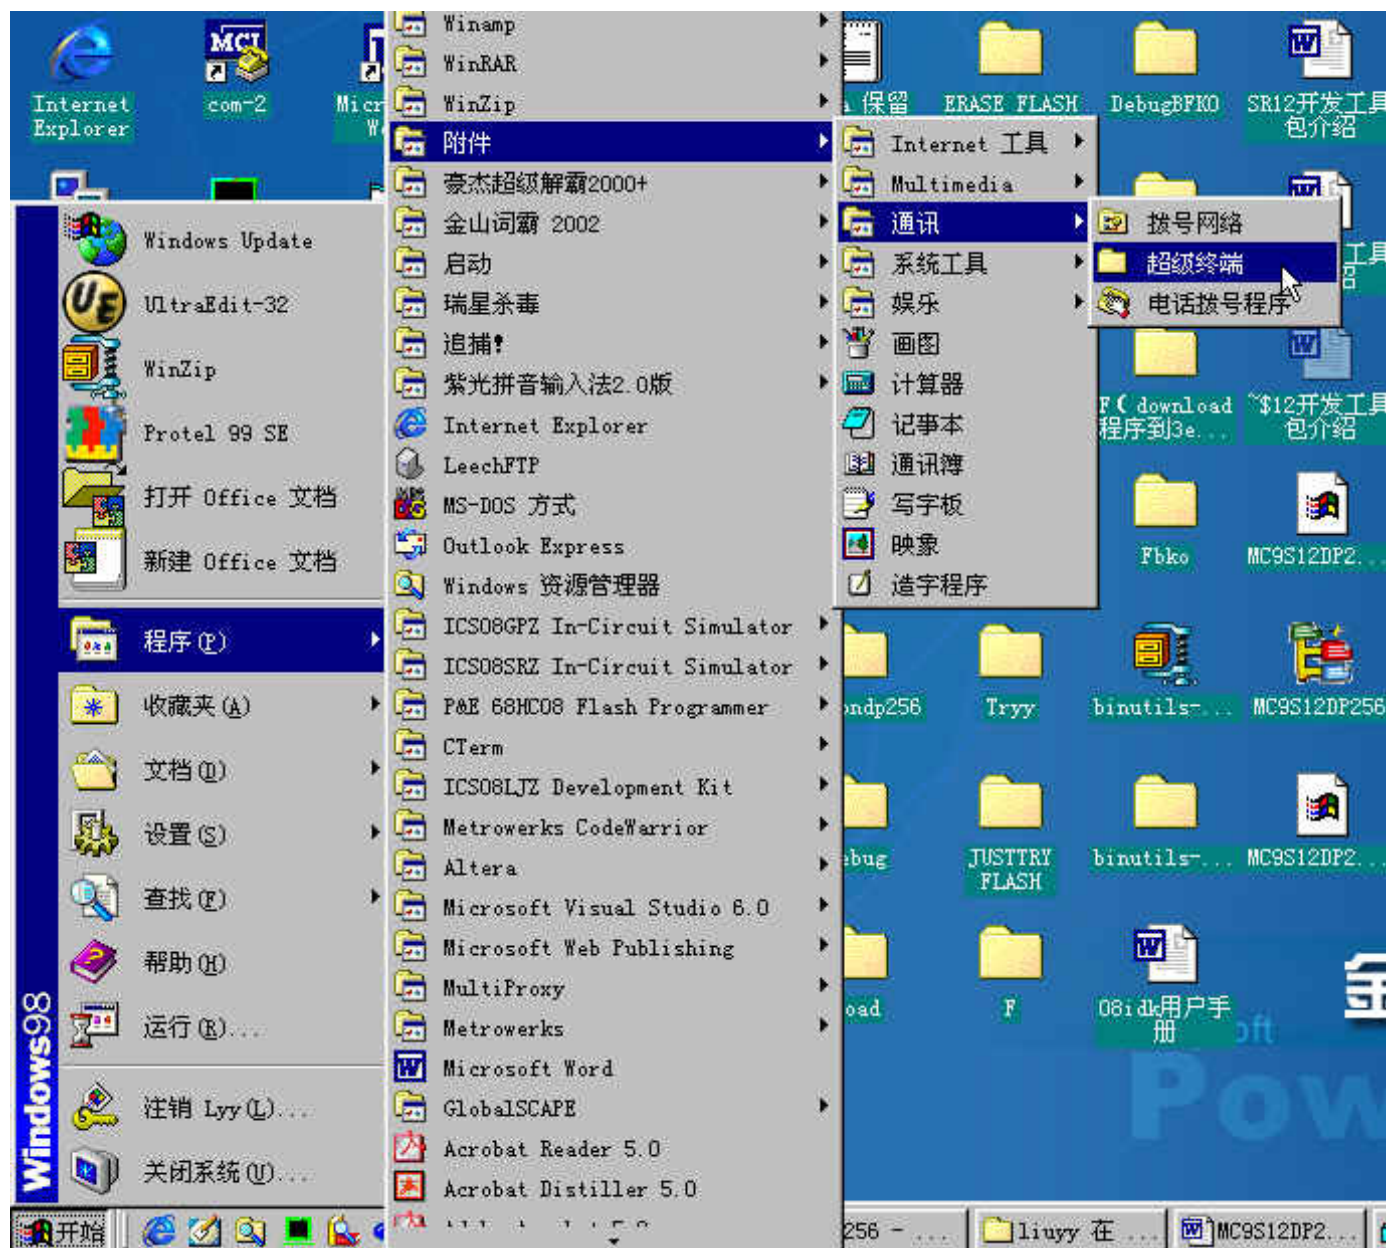 Internet
Explorer
com-2
Micr
保留
ERASE FLASH
DebugBFKO
SR12开发工具
包介绍
Windows Update
UltraEdit-32
WinZip
Protel 99 SE
打开 Office 文档
新建 Office 文档
程序(P)
收藏夹(A)
文档(D)
设置(S)
查找(F)
帮助(H)
运行(R)...
注销 Lyy(L)...
关闭系统(U)...
Windows98
Winamp
WinRAR
WinZip
附件
豪杰超级解霸2000+
金山词霸 2002
启动
瑞星杀毒
追捕!
紫光拼音输入法2.0版
Internet Explorer
LeechFTP
MS-DOS 方式
Outlook Express
Windows 资源管理器
ICS08GPZ In-Circuit Simulator
ICS08SRZ In-Circuit Simulator
P&E 68HC08 Flash Programmer
CTerm
ICS08LJZ Development Kit
Metrowerks CodeWarrior
Altera
Microsoft Visual Studio 6.0
Microsoft Web Publishing
MultiProxy
Metrowerks
Microsoft Word
GlobalSCAPE
Acrobat Reader 5.0
Acrobat Distiller 5.0
Internet 工具
Multimedia
通讯
系统工具
娱乐
画图
计算器
记事本
通讯簿
写字板
映象
造字程序
拨号网络
超级终端
电话拨号程序
工具
F(download
程序到3e...
~$12开发工具
包介绍
Fbko
MC9S12DP2...
ondp256
Tryy
binutils-...
MC9S12DP256
ebug
JUSTTRY
FLASH
binutils-...
MC9S12DP2...
oad
F
08idk用户手
册
oft
Pow
开始
256 - ...
liuyy 在 ...
MC9S12DP2...